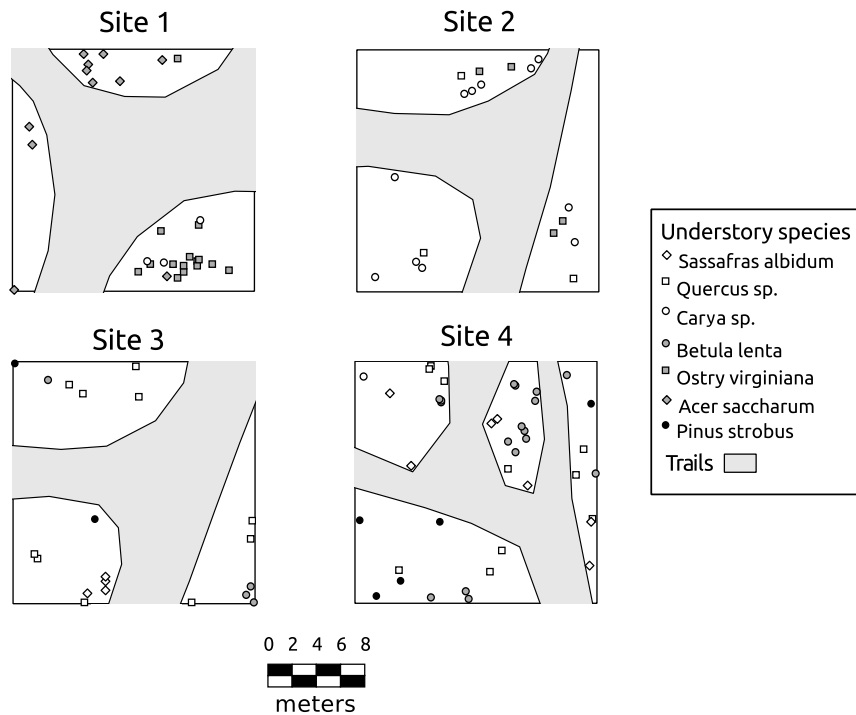 Site 1
Site 2
Understory species
Sassafras albidum
Quercus sp.
Carya sp.
Betula lenta
Ostry virginiana
Acer saccharum
Pinus strobus
Trails
Site 3
Site 4
0 2 4 6 8
meters